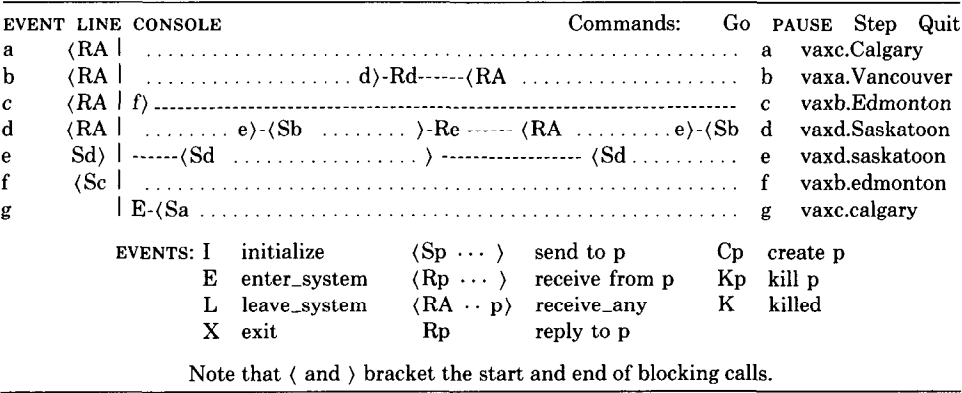 EVENT LINE CONSOLE Commands: Go PAUSE Step Quit
a ⟨RA | ........................................................ a vaxc.Calgary
b ⟨RA | ..................... d⟩-Rd------⟨RA ...................... b vaxa.Vancouver
c ⟨RA | f⟩---------------------------------------------------------- c vaxb.Edmonton
d ⟨RA | ........ e⟩-⟨Sb ........ ⟩-Re ------ ⟨RA ......... e⟩-⟨Sb d vaxd.Saskatoon
e Sd⟩ | ------⟨Sd ................... ⟩ ----------------- ⟨Sd .......... e vaxd.saskatoon
f ⟨Sc | ........................................................ f vaxb.edmonton
g | E-⟨Sa .................................................... g vaxc.calgary
EVENTS: I initialize ⟨Sp ··· ⟩ send to p Cp create p
E enter_system ⟨Rp ··· ⟩ receive from p Kp kill p
L leave_system ⟨RA ·· p⟩ receive_any K killed
X exit Rp reply to p
Note that ⟨ and ⟩ bracket the start and end of blocking calls.